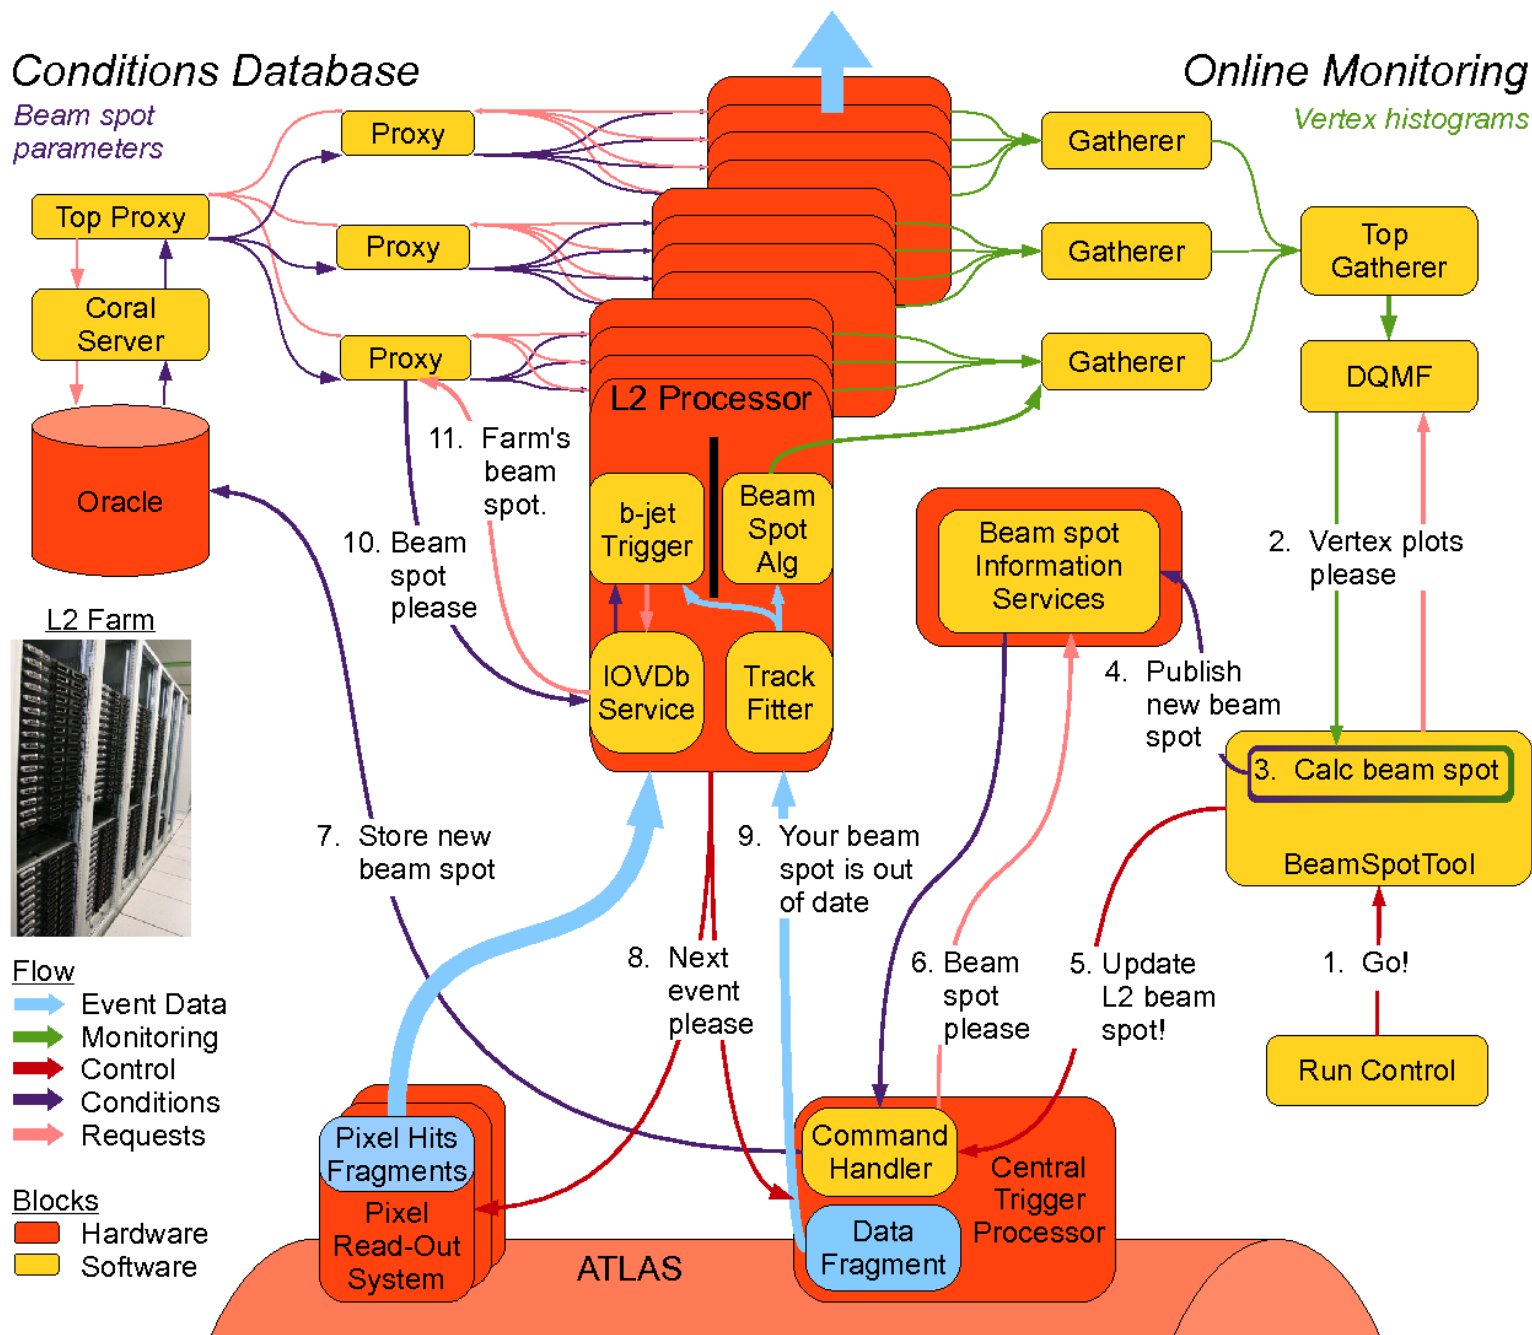 Conditions Database
Beam spot
parameters
Online Monitoring
Vertex histograms
Proxy
Proxy
Proxy
Top Proxy
Coral
Server
Oracle
Gatherer
Gatherer
Gatherer
Top
Gatherer
DQMF
L2 Processor
b-jet
Trigger
Beam
Spot
Alg
IOVDb
Service
Track
Fitter
11. Farm's
beam
spot.
10. Beam
spot
please
Beam spot
Information
Services
2. Vertex plots
please
4. Publish
new beam
spot
3. Calc beam spot
BeamSpotTool
L2 Farm
7. Store new
beam spot
9. Your beam
spot is out
of date
8. Next
event
please
6. Beam
spot
please
5. Update
L2 beam
spot!
1. Go!
Run Control
Flow
Event Data
Monitoring
Control
Conditions
Requests
Blocks
Hardware
Software
Pixel Hits
Fragments
Pixel
Read-Out
System
ATLAS
Command
Handler
Central
Trigger
Processor
Data
Fragment